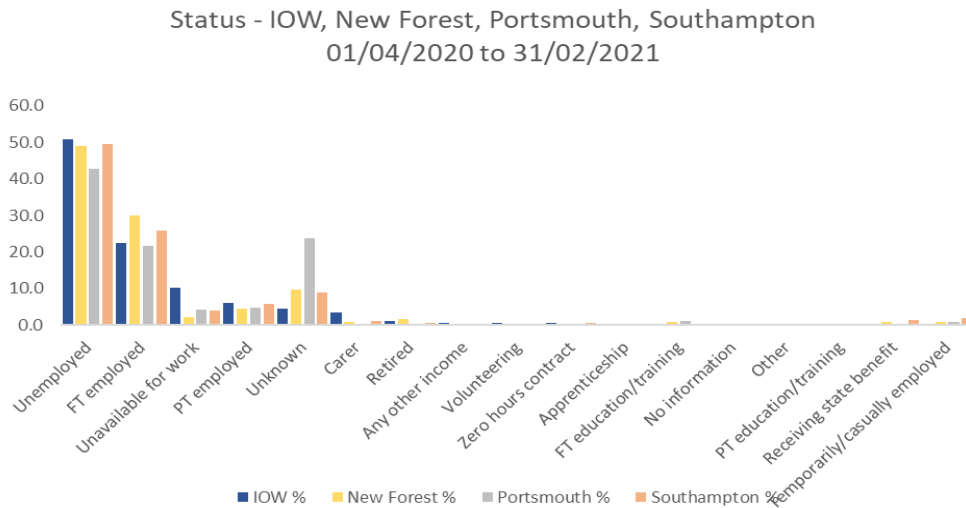 Status - IOW, New Forest, Portsmouth, Southampton
01/04/2020 to 31/02/2021
60.0
50.0
40.0
30.0
20.0
10.0
0.0
Unemployed
FT employed
Unavailable for work
PT employed
Unknown
Carer
Retired
Any other income
Volunteering
Zero hours contract
Apprenticeship
FT education/training
No information
Other
PT education/training
Receiving state benefit
Temporarily/casually employed
IOW %
New Forest %
Portsmouth %
Southampton %